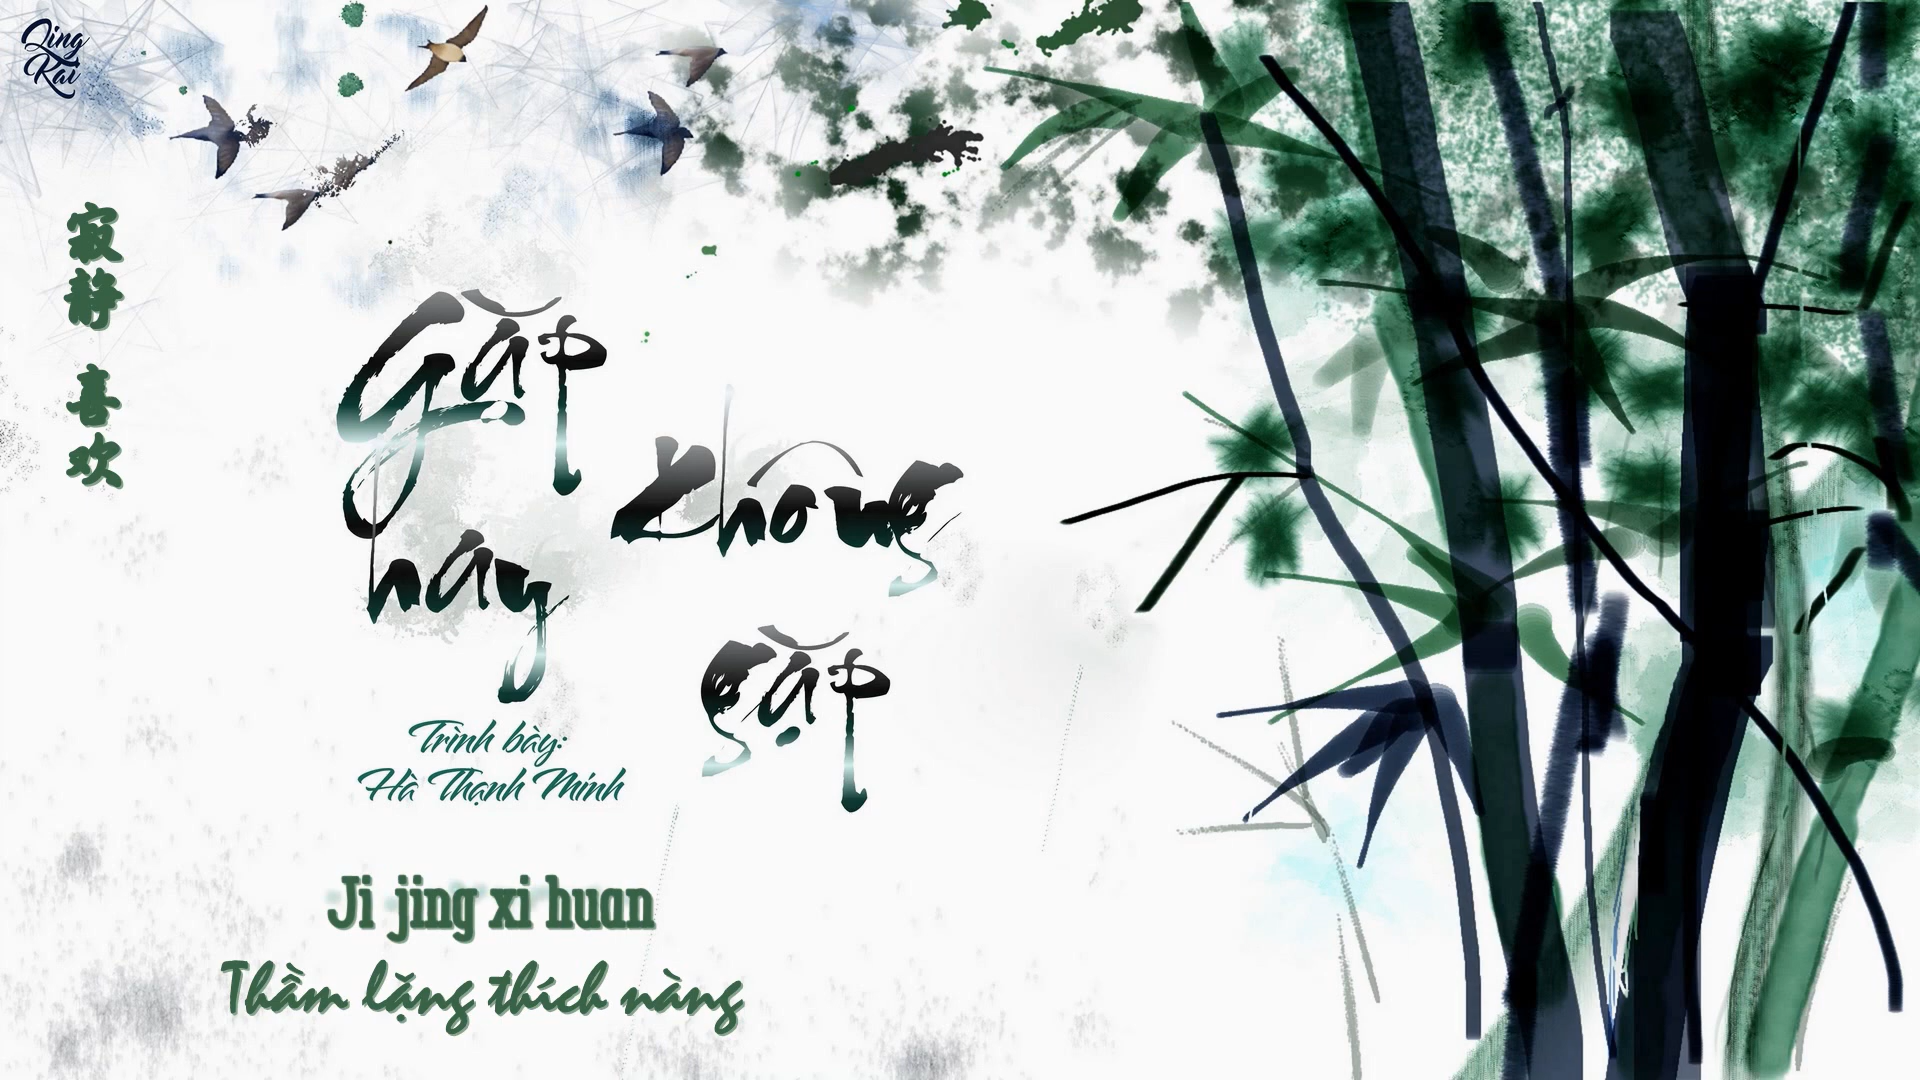 Qing
Kai
寂静 喜欢
Gặp
hay
không
gặp
Trình bày:
Hà Thạnh Minh
Ji jing xi huan
Thầm lặng thích nàng